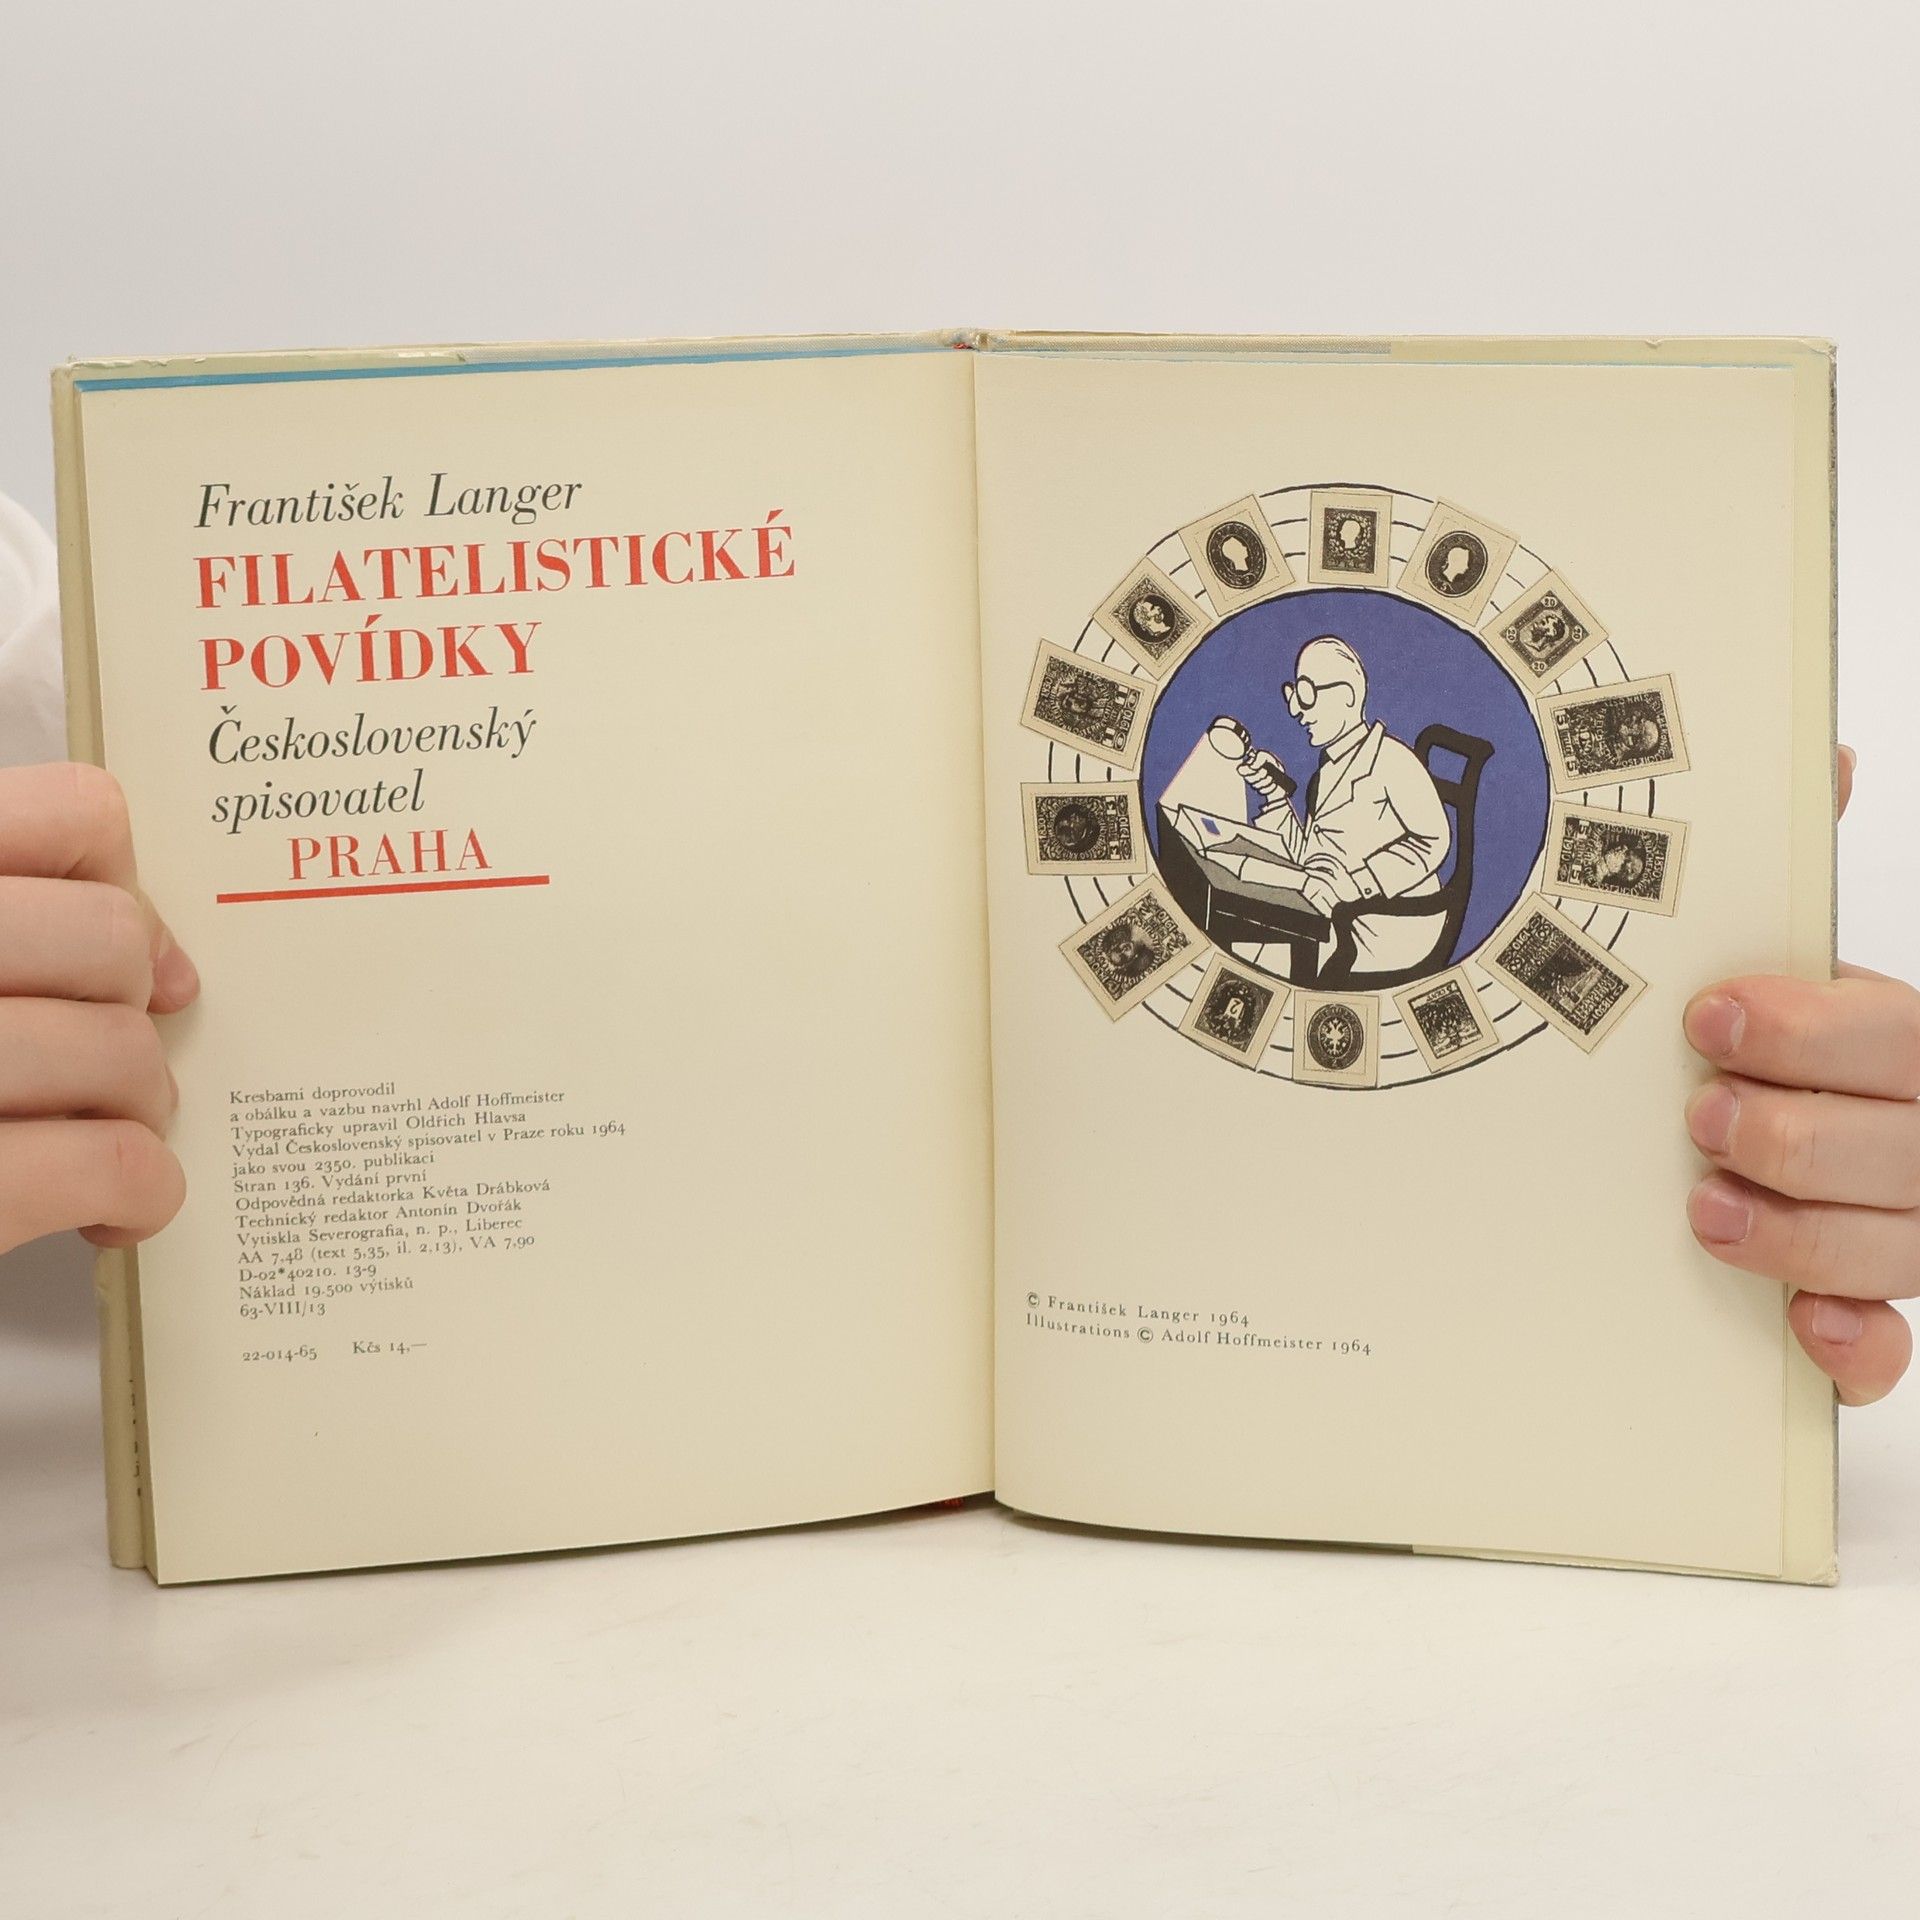 František Langer
FILATELISTICKÉ
POVÍDKY
Československý
spisovatel
PRAHA
Kresbami doprovodil
a obálku a vazbu navrhl Adolf Hoffmeister
Typograficky upravil Oldřich Hlavsa
Vydal Československý spisovatel v Praze roku 1964
jako svou 2350. publikaci
Stran 136. Vydání první
Odpovědná redaktorka Květa Drábková
Technický redaktor Antonín Dvořák
Vytiskla Severografia, n. p., Liberec
AA 7,48 (text 5,35, il. 2,13), VA 7,90
D-02*40210. 13-9
Náklad 19.500 výtisků
63-VIII/13
22-014-65 Kčs 14,—
© František Langer 1964
Illustrations © Adolf Hoffmeister 1964